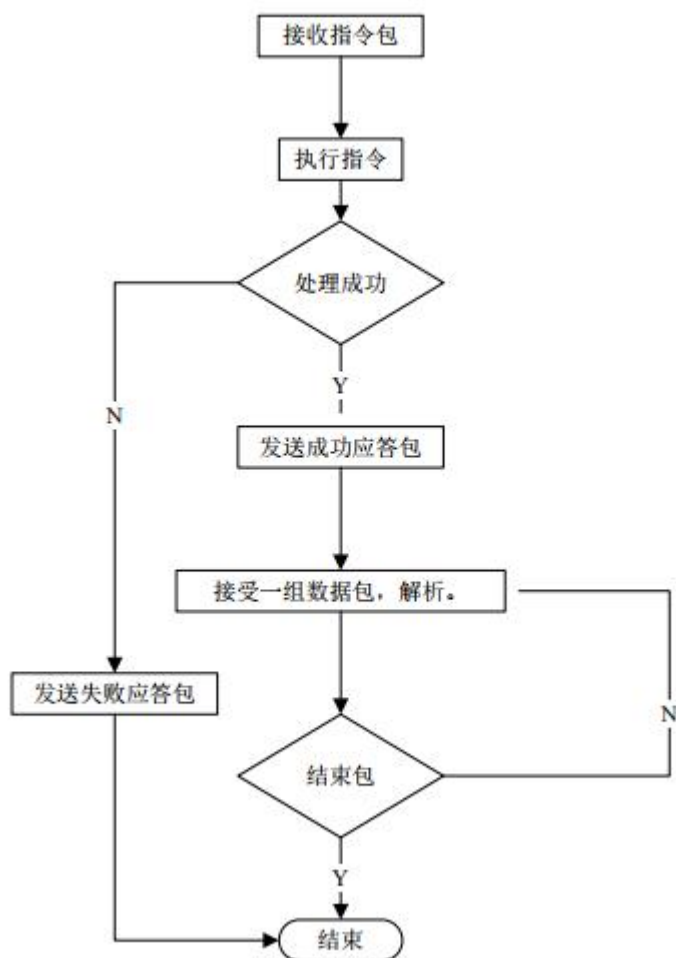 接收指令包
执行指令
处理成功
Y
N
发送成功应答包
接受一组数据包，解析。
发送失败应答包
N
结束包
Y
结束